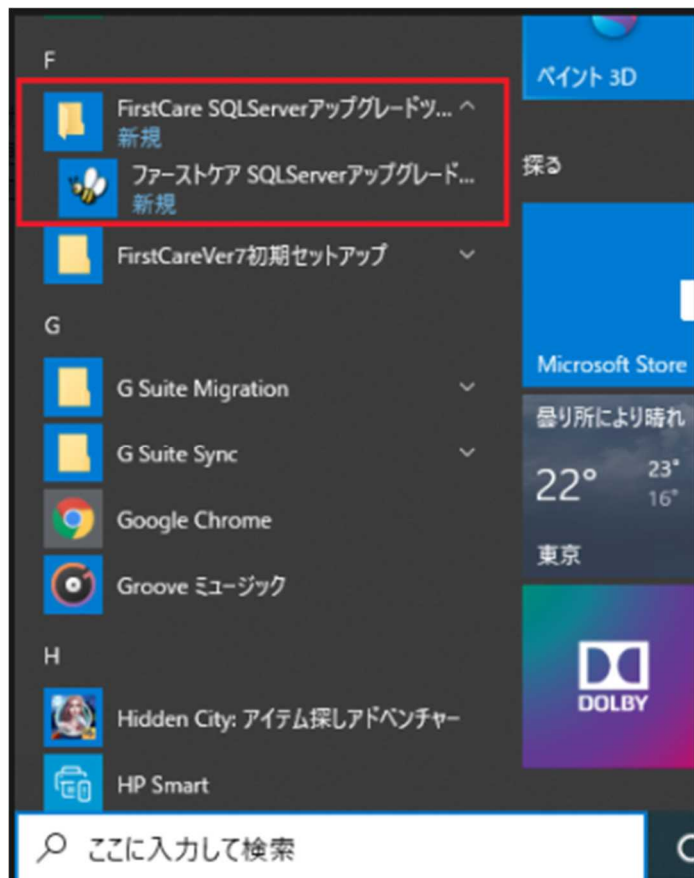 F
FirstCare SQLServerアップグレードツ...
新規
ファーストケア SQLServerアップグレード...
新規
FirstCareVer7初期セットアップ
G
G Suite Migration
G Suite Sync
Google Chrome
Groove ミュージック
H
Hidden City: アイテム探しアドベンチャー
HP Smart
ここに入力して検索
ペイント 3D
探る
Microsoft Store
曇り所により晴れ
22° 23°
16°
東京
DOLBY